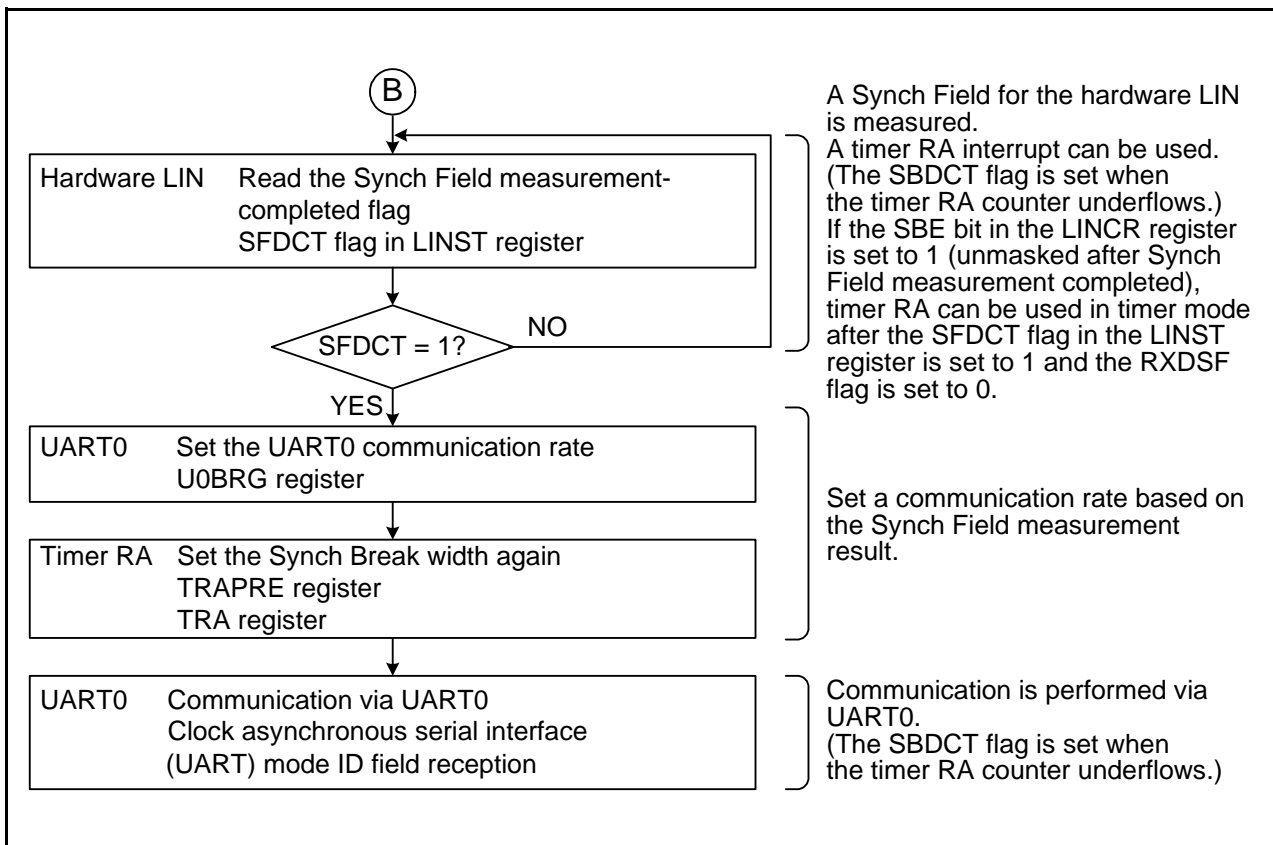 B
Hardware LIN Read the Synch Field measurement-
completed flag
SFDCT flag in LINST register
SFDCT = 1?
NO
YES
A Synch Field for the hardware LIN
is measured.
A timer RA interrupt can be used.
(The SBDCT flag is set when
the timer RA counter underflows.)
If the SBE bit in the LINCR register
is set to 1 (unmasked after Synch
Field measurement completed),
timer RA can be used in timer mode
after the SFDCT flag in the LINST
register is set to 1 and the RXDSF
flag is set to 0.
UART0 Set the UART0 communication rate
U0BRG register
Timer RA Set the Synch Break width again
TRAPRE register
TRA register
Set a communication rate based on
the Synch Field measurement
result.
UART0 Communication via UART0
Clock asynchronous serial interface
(UART) mode ID field reception
Communication is performed via
UART0.
(The SBDCT flag is set when
the timer RA counter underflows.)